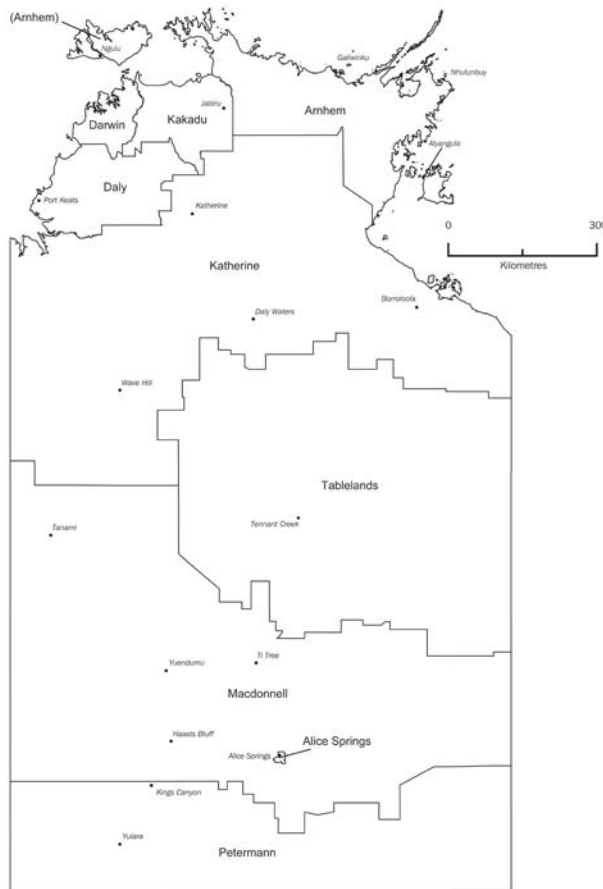 (Arnhem)
Nguiu
Galiwinku
Nhulunbuy
Jabiru
Darwin
Kakadu
Arnhem
Alyangula
Daly
Port Keats
Katherine
0
300
Kilometres
Katherine
Borroloola
Daly Waters
Wave Hill
Tablelands
Tennant Creek
Tanami
Ti Tree
Yuendumu
Macdonnell
Haasts Bluff
Alice Springs
Alice Springs
Kings Canyon
Yulara
Petermann